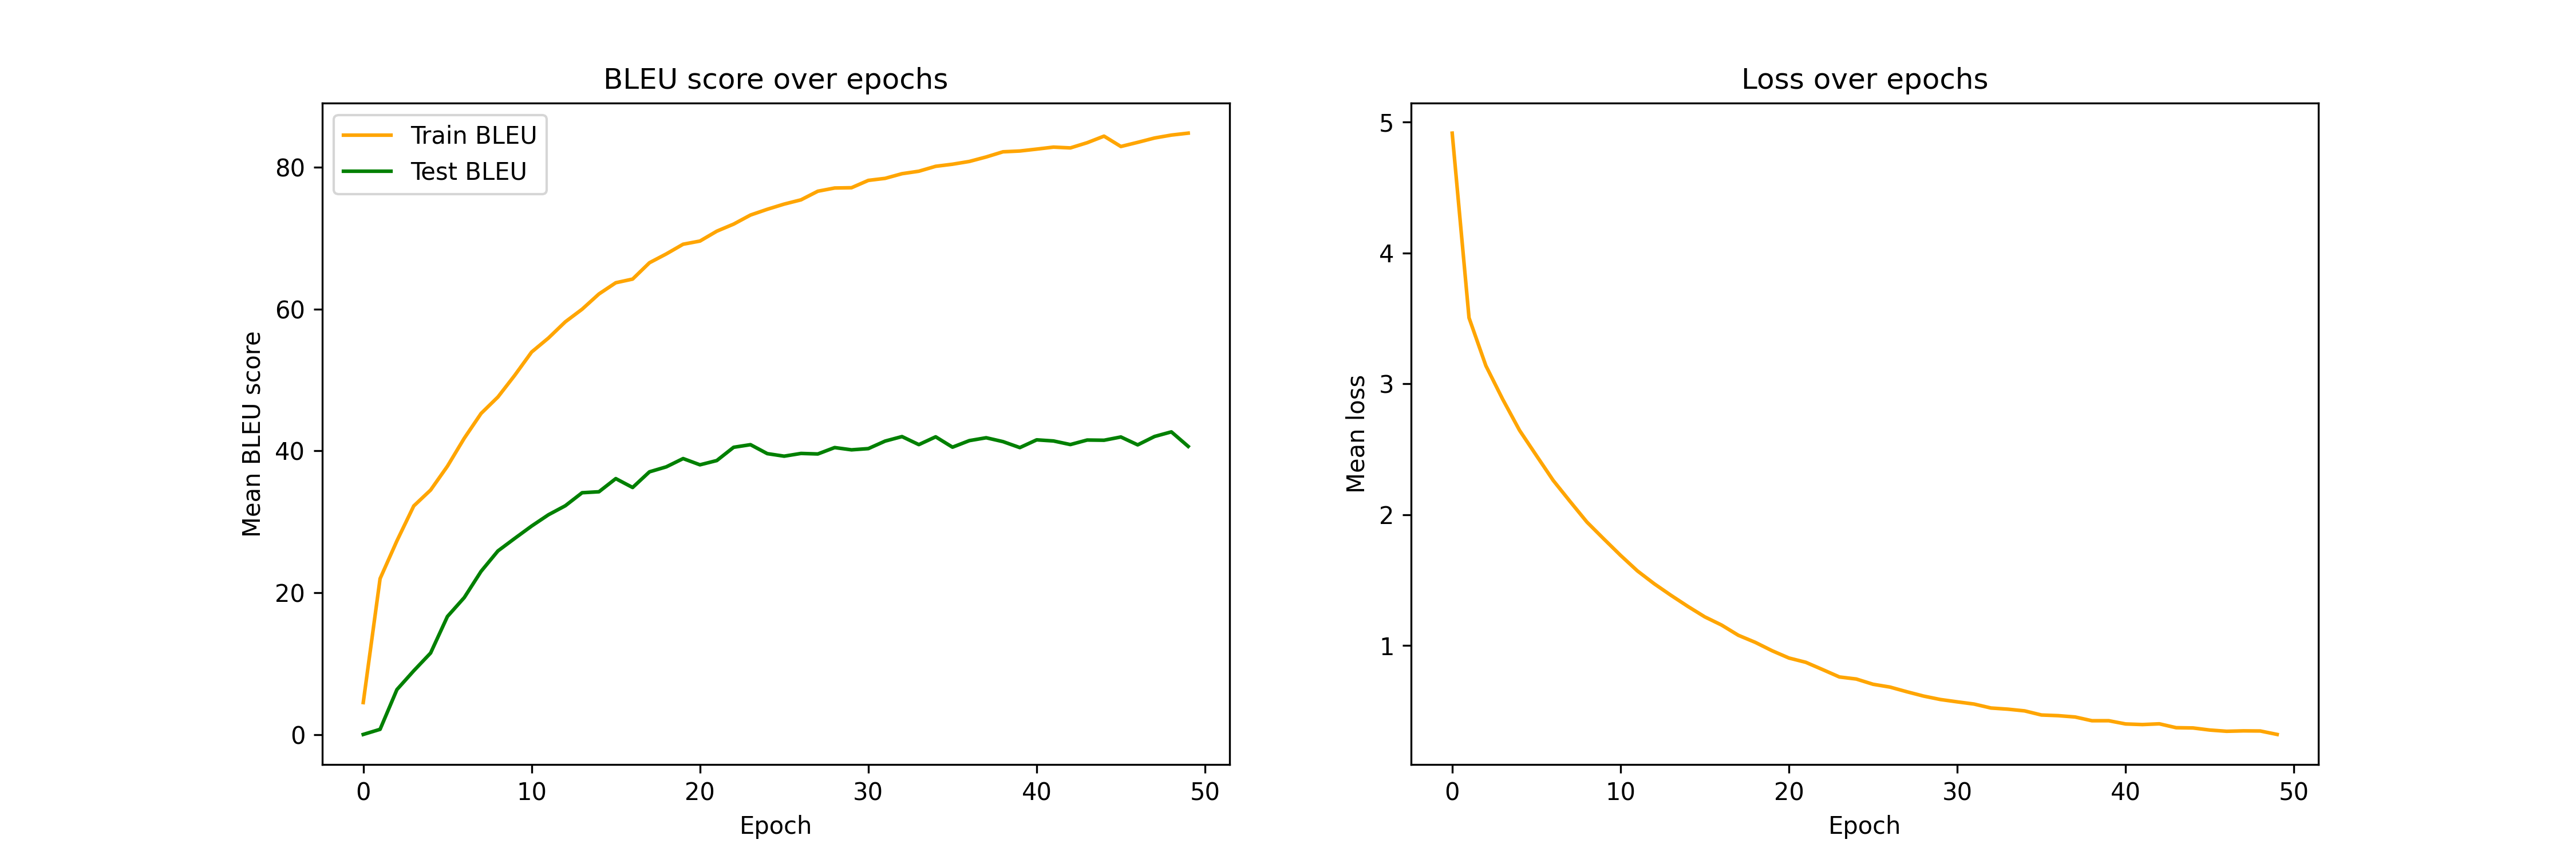 BLEU score over epochs
Train BLEU
Test BLEU
Mean BLEU score
80
60
40
20
0
0 10 20 30 40 50
Epoch
Loss over epochs
Mean loss
5
4
3
2
1
0 10 20 30 40 50
Epoch